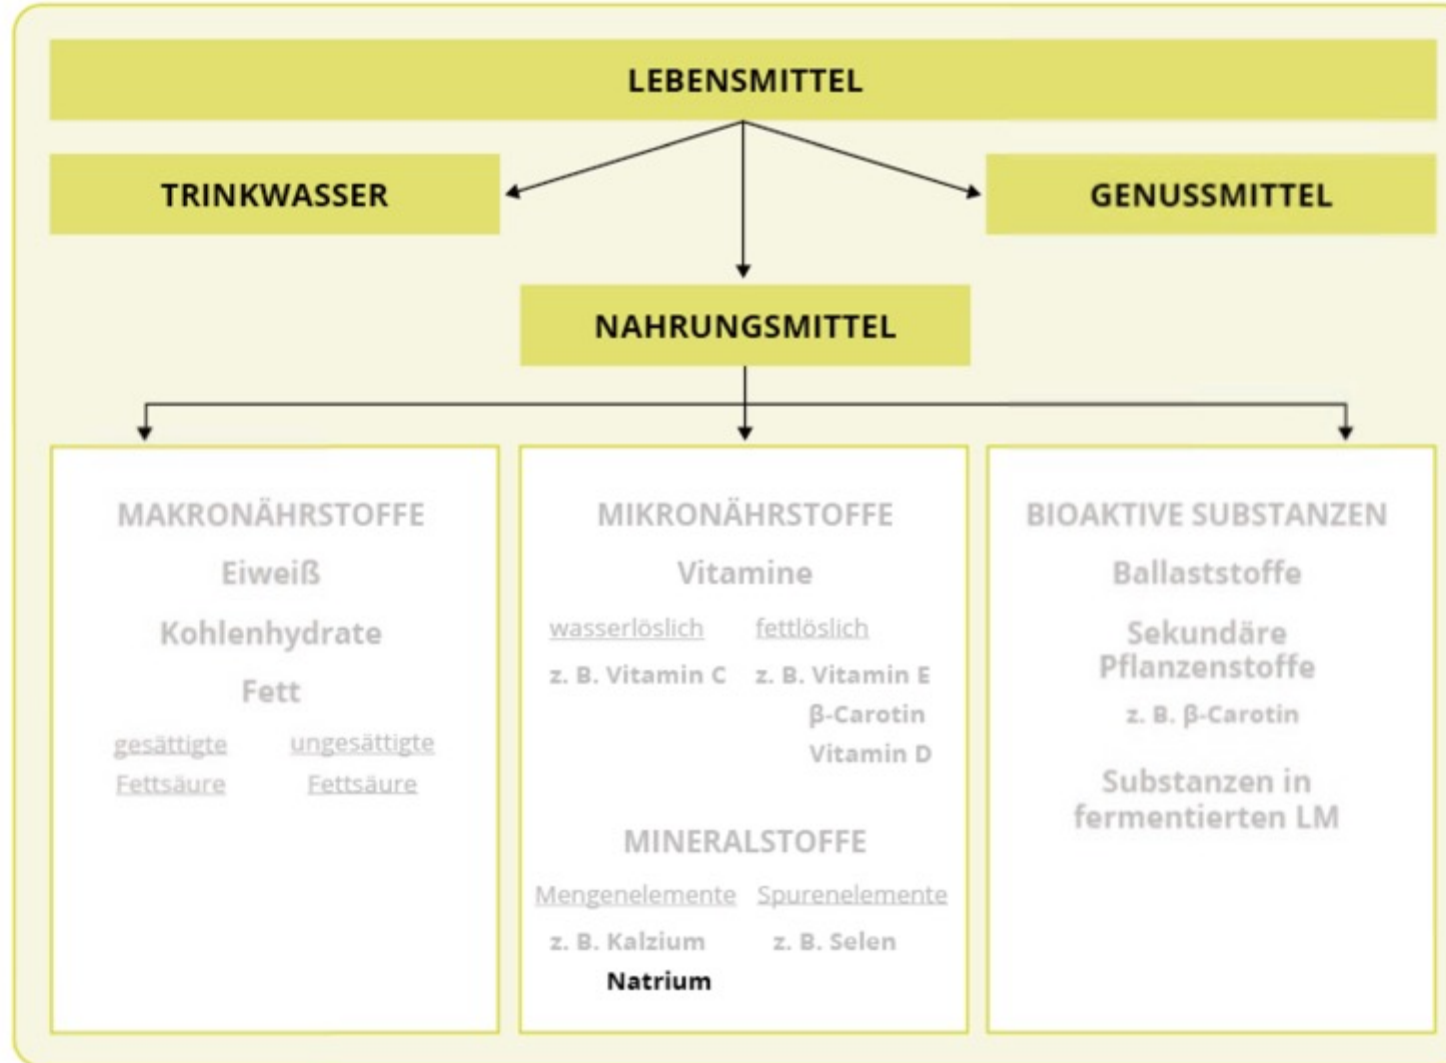 LEBENSMITTEL
TRINKWASSER
GENUSSMITTEL
NAHRUNGSMITTEL
MAKRONÄHRSTOFFE
Eiweiß
Kohlenhydrate
Fett
gesättigte ungesättigte
Fettsäure Fettsäure
MIKRONÄHRSTOFFE
Vitamine
wasserlöslich fettlöslich
z. B. Vitamin C z. B. Vitamin E
β-Carotin
Vitamin D
MINERALSTOFFE
Mengenelemente Spurenelemente
z. B. Kalzium z. B. Selen
Natrium
BIOAKTIVE SUBSTANZEN
Ballaststoffe
Sekundäre
Pflanzenstoffe
z. B. β-Carotin
Substanzen in
fermentierten LM